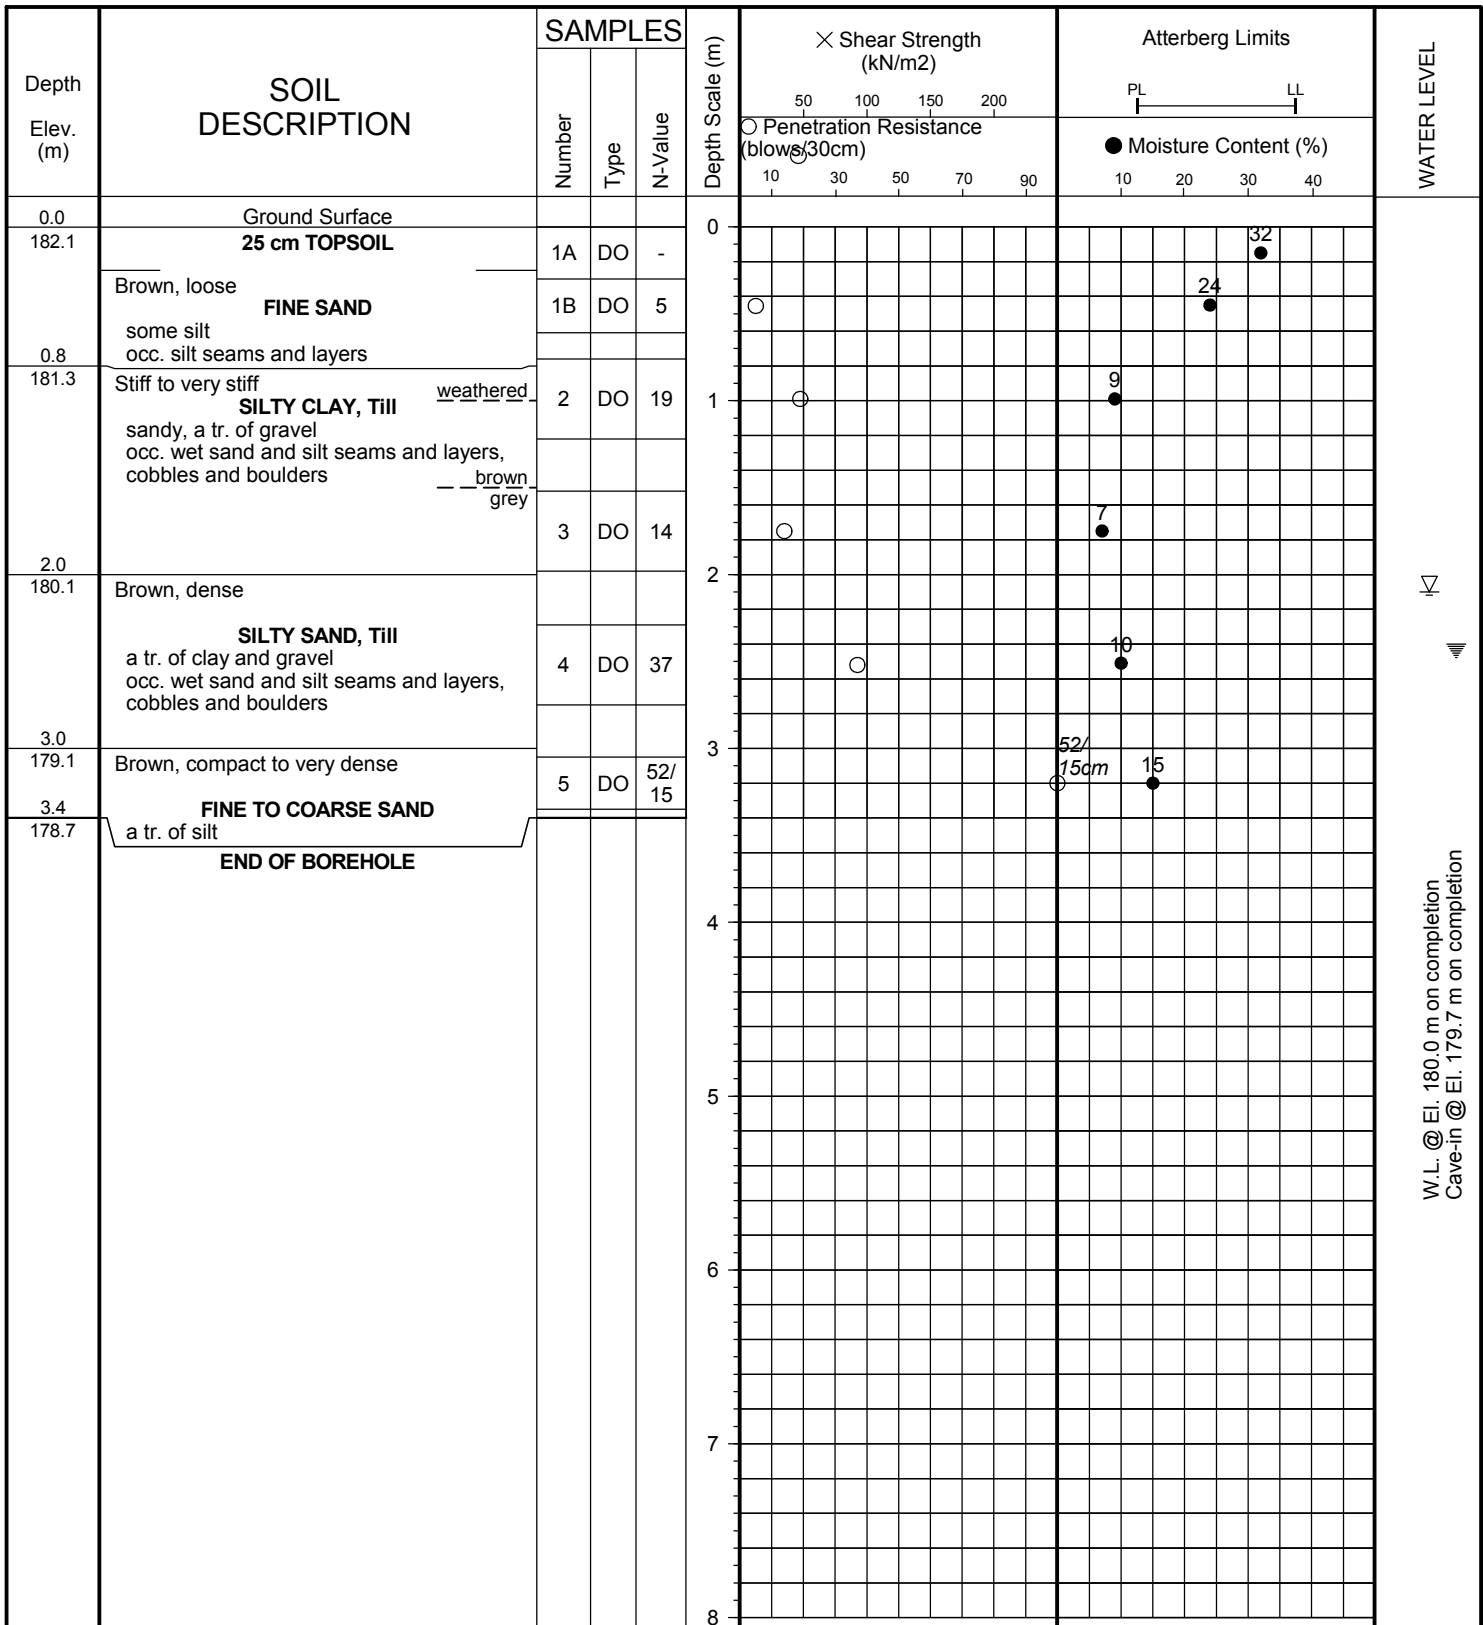 Depth
Elev.
(m)
SOIL
DESCRIPTION
SAMPLES
Number
Type
N-Value
Depth Scale (m)
× Shear Strength
(kN/m2)
50 100 150 200
Penetration Resistance
(blows/30cm)
10 30 50 70 90
Atterberg Limits
PL LL
Moisture Content (%)
10 20 30 40
WATER LEVEL
0.0
Ground Surface
182.1
25 cm TOPSOIL
1A DO -
0
32
Brown, loose
FINE SAND
some silt
occ. silt seams and layers
1B DO 5
24
0.8
181.3
Stiff to very stiff
weathered
SILTY CLAY, Till
sandy, a tr. of gravel
occ. wet sand and silt seams and layers,
cobbles and boulders
brown
grey
2 DO 19
1
9
3 DO 14
7
2.0
180.1
Brown, dense
SILTY SAND, Till
a tr. of clay and gravel
occ. wet sand and silt seams and layers,
cobbles and boulders
2
4 DO 37
10
3.0
179.1
Brown, compact to very dense
FINE TO COARSE SAND
a tr. of silt
5 DO 52/
15
3
52/
15cm
15
3.4
178.7
END OF BOREHOLE
4
5
6
7
8
W.L. @ El. 180.0 m on completion
Cave-in @ El. 179.7 m on completion